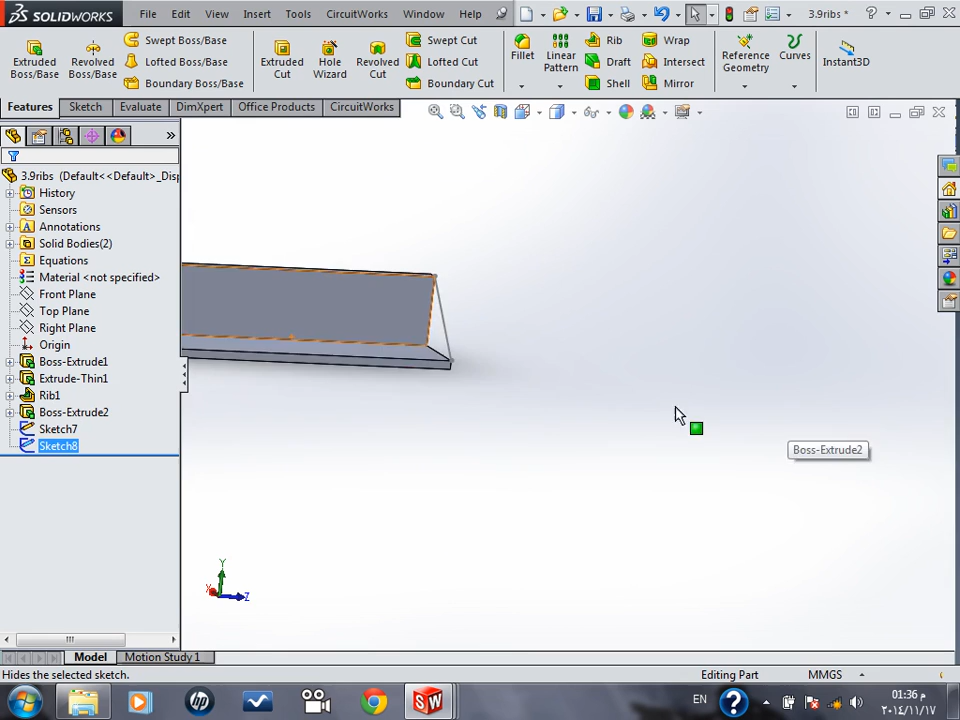 SOLIDWORKS
File
Edit
View
Insert
Tools
CircuitWorks
Window
Help
3.9ribs *
Extruded
Boss/Base
Revolved
Boss/Base
Swept Boss/Base
Lofted Boss/Base
Boundary Boss/Base
Extruded
Cut
Hole
Wizard
Revolved
Cut
Swept Cut
Lofted Cut
Boundary Cut
Fillet
Linear
Pattern
Rib
Draft
Shell
Wrap
Intersect
Mirror
Reference
Geometry
Curves
Instant3D
Features
Sketch
Evaluate
DimXpert
Office Products
CircuitWorks
3.9ribs (Default<<Default>_Disp
History
Sensors
Annotations
Solid Bodies(2)
Equations
Material <not specified>
Front Plane
Top Plane
Right Plane
Origin
Boss-Extrude1
Extrude-Thin1
Rib1
Boss-Extrude2
Sketch7
Sketch8
Boss-Extrude2
Y
X
Z
Model
Motion Study 1
Hides the selected sketch.
Editing Part
MMGS
EN
01:36 م
٢٠١٤/١١/١٧